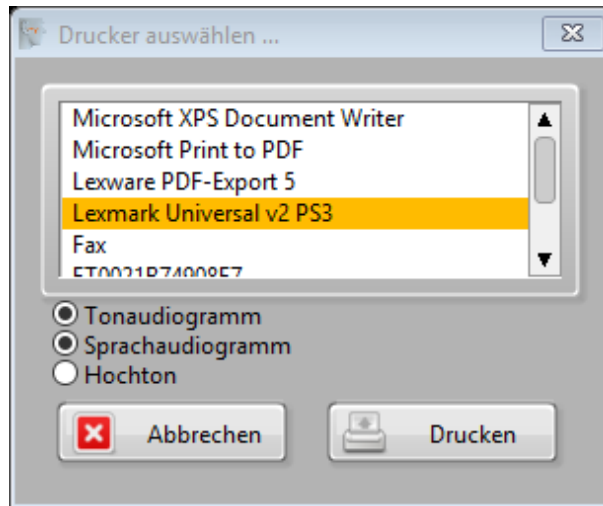 Drucker auswählen ...
Microsoft XPS Document Writer
Microsoft Print to PDF
Lexware PDF-Export 5
Lexmark Universal v2 PS3
Fax
Tonaudiogramm
Sprachaudiogramm
Hochton
Abbrechen
Drucken